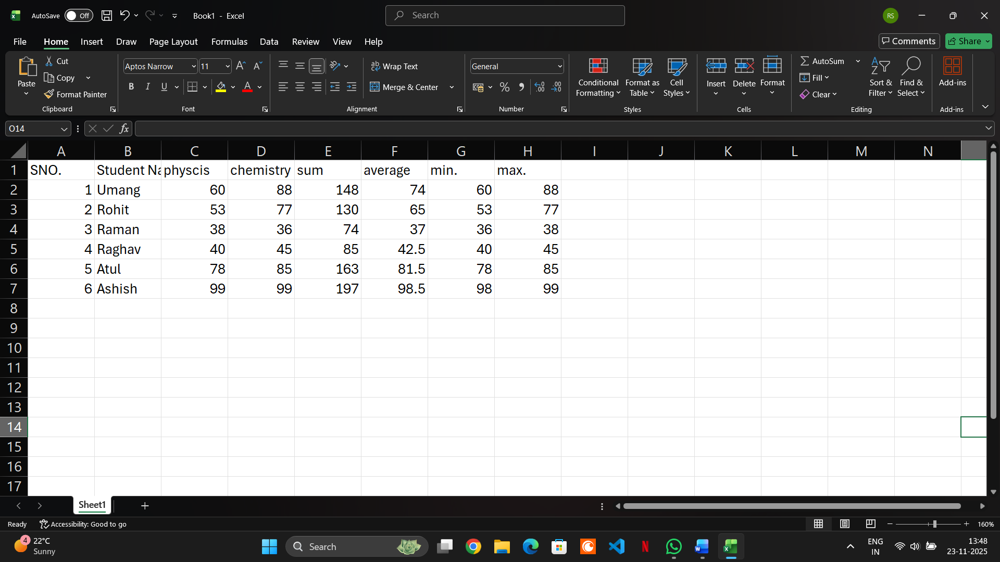 AutoSave Off Book1 - Excel Search RS
File Home Insert Draw Page Layout Formulas Data Review View Help Comments Share
Paste Cut Copy Format Painter
Clipboard
Aptos Narrow 11
B I U A
Font
Wrap Text
Merge & Center
Alignment
General
% .00
Number
Conditional Formatting Format as Table Cell Styles
Styles
Insert Delete Format
Cells
AutoSum Fill Clear
Sort & Filter Find & Select
Editing
Add-ins
Add-ins
O14 fx
A B C D E F G H I J K L M N
1 SNO. Student Na physcis chemistry sum average min. max.
2 1 Umang 60 88 148 74 60 88
3 2 Rohit 53 77 130 65 53 77
4 3 Raman 38 36 74 37 36 38
5 4 Raghav 40 45 85 42.5 40 45
6 5 Atul 78 85 163 81.5 78 85
7 6 Ashish 99 99 197 98.5 98 99
8
9
10
11
12
13
14
15
16
17
Sheet1
Ready Accessibility: Good to go 160%
4 22°C Search ENG 13:48
Sunny IN 23-11-2025